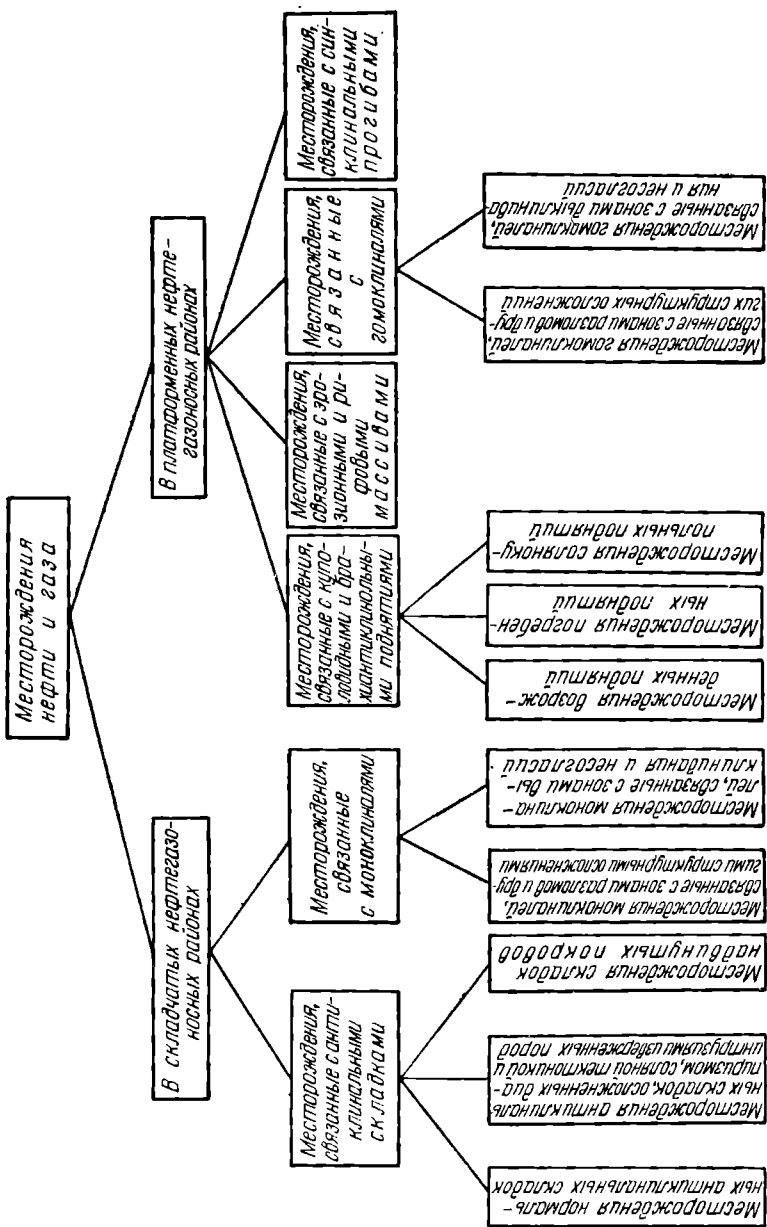 Месторождения
нефти и газа
В складчатых нефтегазо-
носных районах
В платформенных нефте-
газоносных районах
Месторождения,
связанные с анти-
клинальными
складками
Месторождения,
связанные
с моноклиналями
Месторождения,
связанные с купо-
ловидными и бра-
хиантиклинольны-
ми поднятиями
Месторождения,
связанные с эро-
зионными и ри-
фовыми
массивами
Месторождения,
связанные
с
гомоклиналями
Месторождения,
связанные с син-
клинальными
прогибами
Месторождения нормаль-
ных антиклинальных складок
Месторождения антиклиналь-
ных складок, осложненных диа-
пиризмом, соляной тектоникой и
интрузиями изверженных пород
Месторождения складок
надвинутых покровов
Месторождения моноклиналей,
связанные с зонами разломов и дру-
гими структурными осложнениями
Месторождения монокликна-
лей, связанные с зонами вы-
клинивания и несогласий
Месторождения возрож-
денных поднятий
Месторождения погребен-
ных поднятий
Месторождения соляноку-
польных поднятий
Месторождения гомоклиналей,
связанные с зонами разломов и дру-
гих структурных осложнений
Месторождения гомоклиналей,
связанные с зонами выклинива-
ния и несогласий